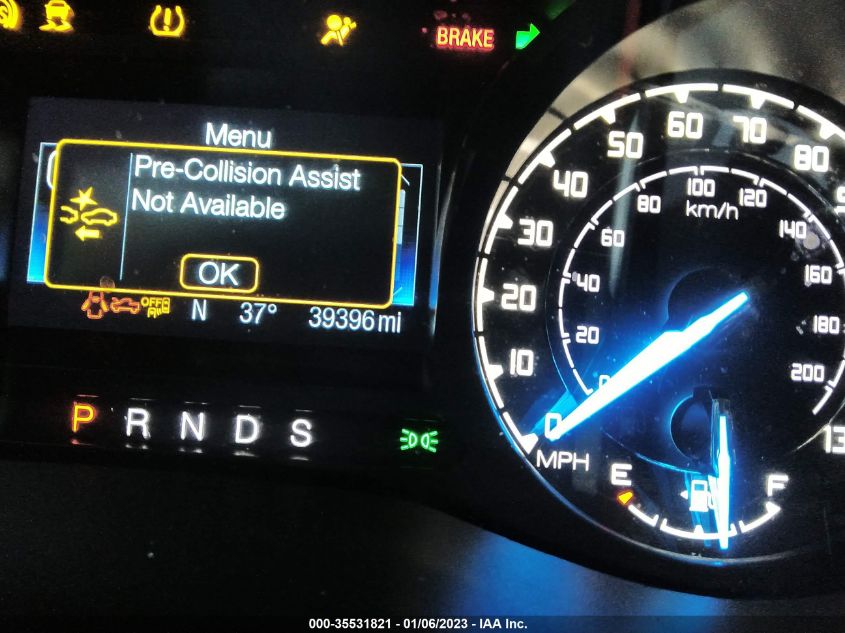 BRAKE
Menu
Pre-Collision Assist
Not Available
OK
OFF
N 37° 39396 mi
P R N D S
0 10 20 30 40 50 60 70 80
MPH
0 20 40 60 80 100 120 140 160 180 200
km/h
E F
000-35531821 - 01/06/2023 - IAA Inc.